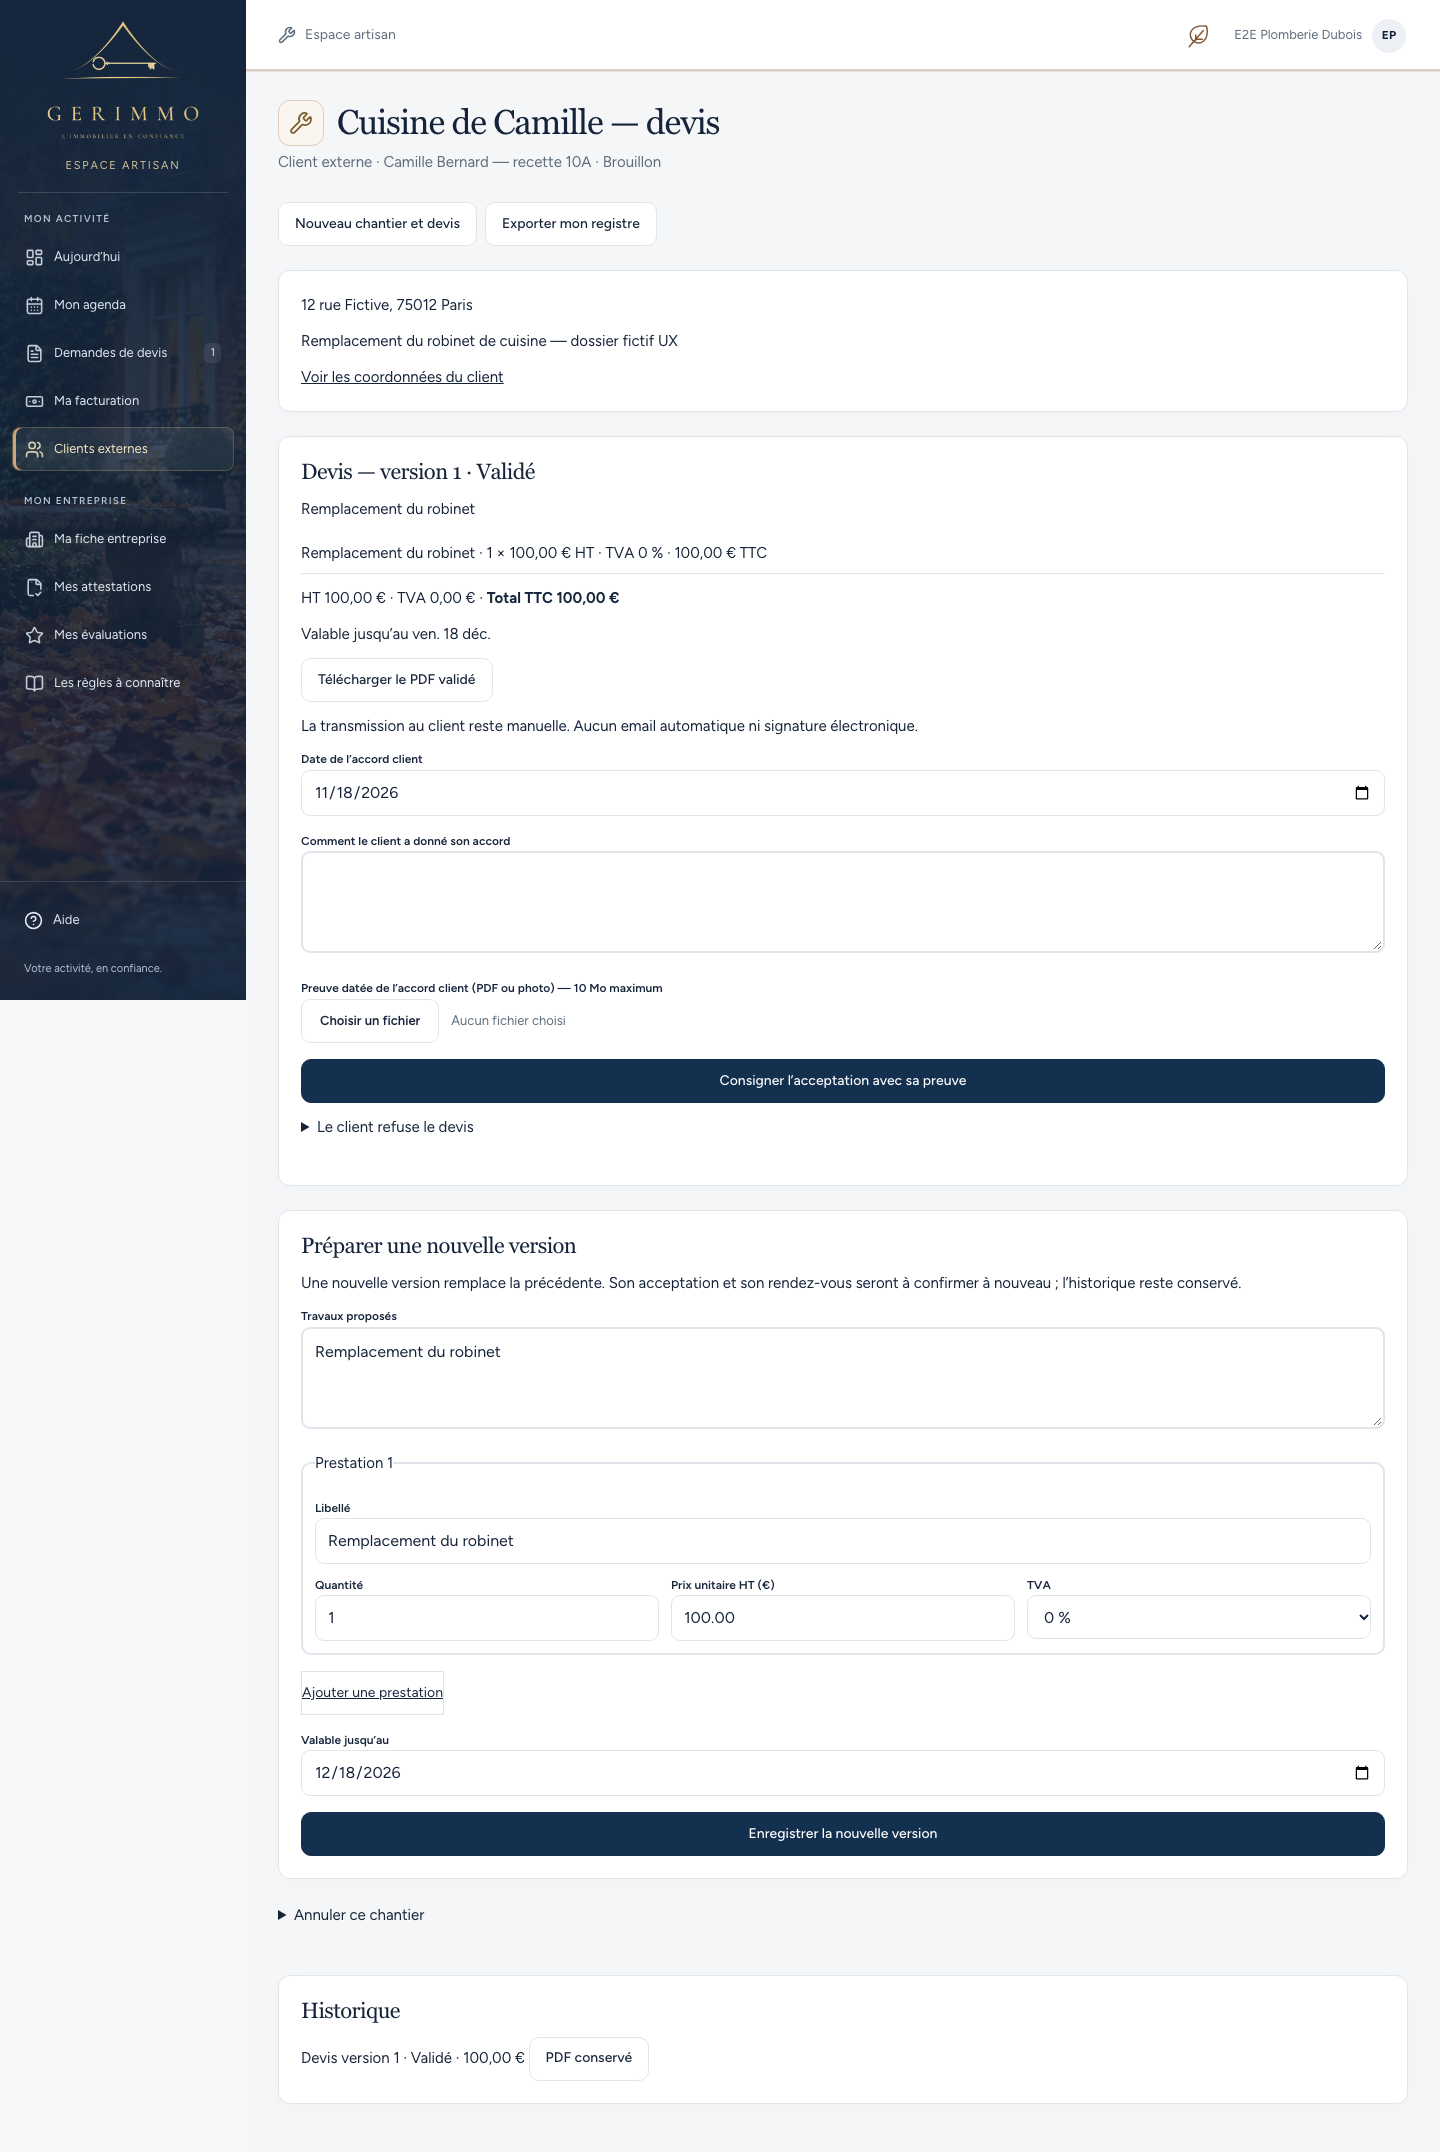 GERIMMO
L'IMMOBILIER EN CONFIANCE
ESPACE ARTISAN
MON ACTIVITÉ
Aujourd'hui
Mon agenda
Demandes de devis 1
Ma facturation
Clients externes
MON ENTREPRISE
Ma fiche entreprise
Mes attestations
Mes évaluations
Les règles à connaître
Aide
Votre activité, en confiance.
Espace artisan
E2E Plomberie Dubois EP
Cuisine de Camille — devis
Client externe · Camille Bernard — recette 10A · Brouillon
Nouveau chantier et devis
Exporter mon registre
12 rue Fictive, 75012 Paris
Remplacement du robinet de cuisine — dossier fictif UX
Voir les coordonnées du client
Devis — version 1 · Validé
Remplacement du robinet
Remplacement du robinet · 1 × 100,00 € HT · TVA 0 % · 100,00 € TTC
HT 100,00 € · TVA 0,00 € · Total TTC 100,00 €
Valable jusqu'au ven. 18 déc.
Télécharger le PDF validé
La transmission au client reste manuelle. Aucun email automatique ni signature électronique.
Date de l'accord client
11/18/2026
Comment le client a donné son accord
Preuve datée de l'accord client (PDF ou photo) — 10 Mo maximum
Choisir un fichier Aucun fichier choisi
Consigner l'acceptation avec sa preuve
Le client refuse le devis
Préparer une nouvelle version
Une nouvelle version remplace la précédente. Son acceptation et son rendez-vous seront à confirmer à nouveau ; l'historique reste conservé.
Travaux proposés
Remplacement du robinet
Prestation 1
Libellé
Remplacement du robinet
Quantité Prix unitaire HT (€) TVA
1 100.00 0 %
Ajouter une prestation
Valable jusqu'au
12/18/2026
Enregistrer la nouvelle version
Annuler ce chantier
Historique
Devis version 1 · Validé · 100,00 € PDF conservé